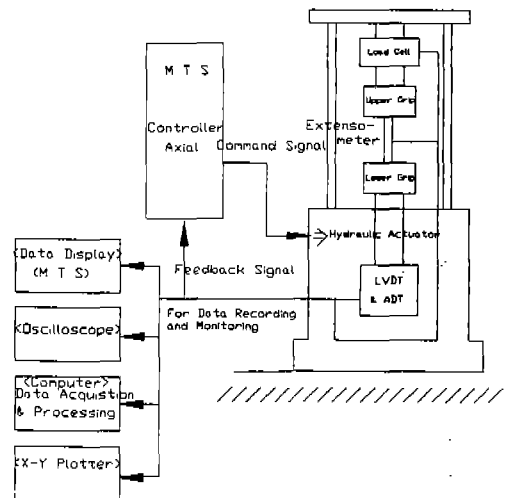 Load Cell
M T S
Upper Grip
Extenso-
meter
Controller
Axial
Command Signal
Lower Grip
Hydraulic Actuator
<Data Display>
(M T S)
Feedback Signal
LVDT
& ADT
For Data Recording
and Monitoring
<Oscilloscope>
<Computer>
Data Acquistion
& Processing
<X-Y Plotter>